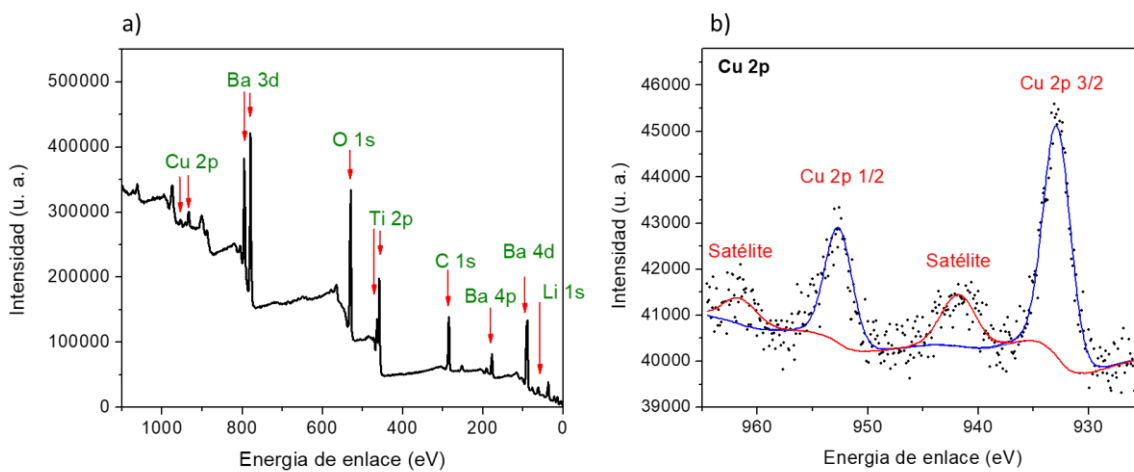 a)
500000
400000
300000
200000
100000
0
Intensidad (u. a.)
Cu 2p
Ba 3d
O 1s
Ti 2p
C 1s
Ba 4p
Ba 4d
Li 1s
1000 800 600 400 200 0
Energia de enlace (eV)
b)
Cu 2p
46000
45000
44000
43000
42000
41000
40000
39000
Intensidad (u. a.)
Satélite
Cu 2p 1/2
Satélite
Cu 2p 3/2
960 950 940 930
Energia de enlace (eV)